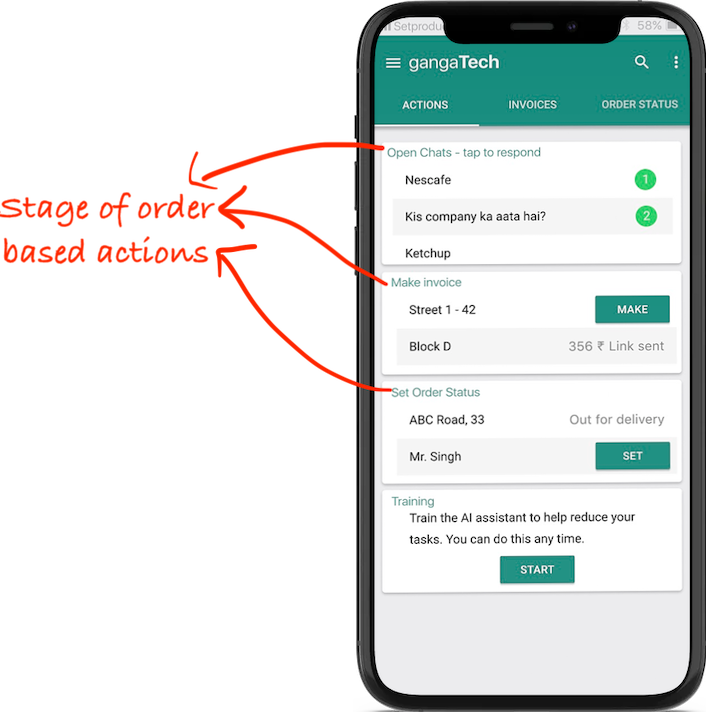 Setproduc
58%
gangaTech
ACTIONS
INVOICES
ORDER STATUS
Open Chats - tap to respond
Nescafe
1
Kis company ka aata hai?
2
Ketchup
Stage of order
based actions
Make invoice
Street 1 - 42
MAKE
Block D
356 ₹ Link sent
Set Order Status
ABC Road, 33
Out for delivery
Mr. Singh
SET
Training
Train the AI assistant to help reduce your
tasks. You can do this any time.
START